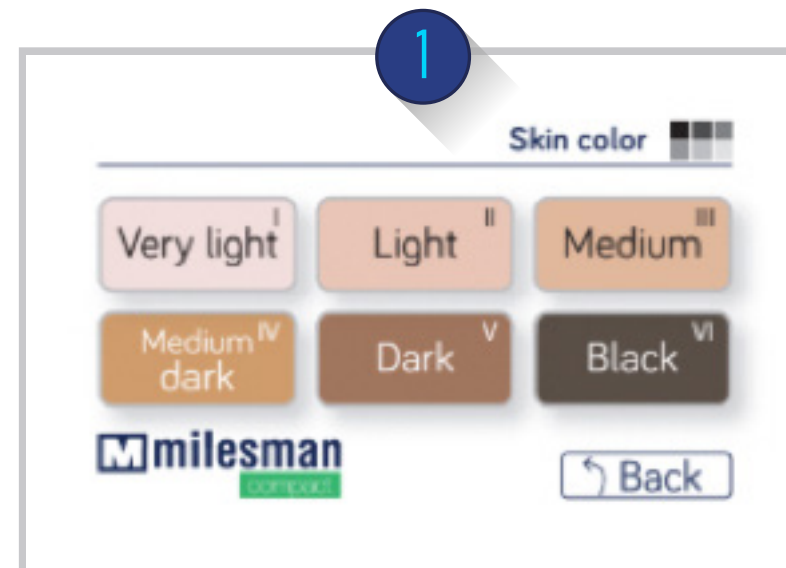 1
Skin color
Very light I
Light II
Medium III
Medium IV
dark
Dark V
Black VI
M milesman
compact
Back